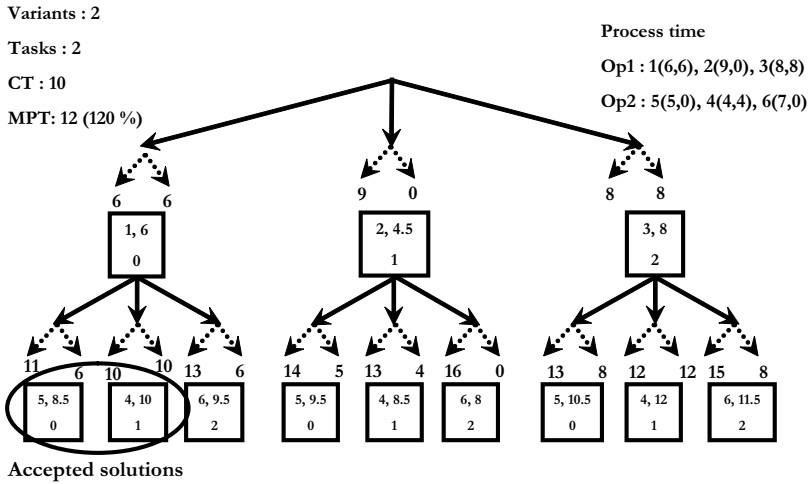 Variants : 2
Tasks : 2
CT : 10
MPT: 12 (120 %)
Process time
Op1 : 1(6,6), 2(9,0), 3(8,8)
Op2 : 5(5,0), 4(4,4), 6(7,0)
6 6 9 0 8 8
1, 6 2, 4.5 3, 8
0 1 2
11 6 10 10 13 6 14 5 13 4 16 0 13 8 12 12 15 8
5, 8.5 4, 10 6, 9.5 5, 9.5 4, 8.5 6, 8 5, 10.5 4, 12 6, 11.5
0 1 2 0 1 2 0 1 2
Accepted solutions